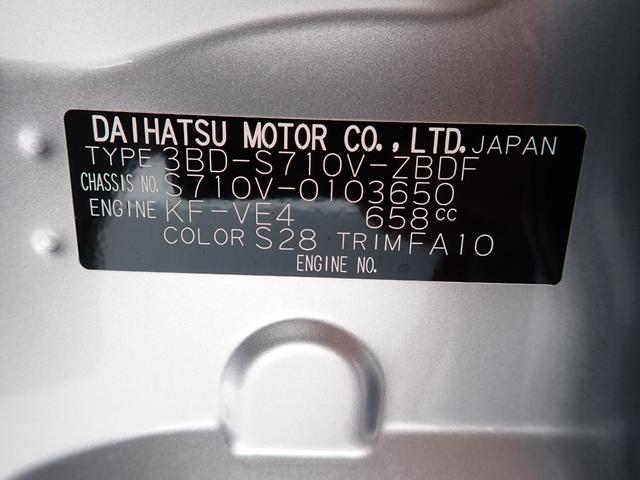 DAIHATSU MOTOR CO.,LTD. JAPAN
TYPE 3BD-S710V-ZBDF
CHASSIS NO. S710V-0103650
ENGINE KF-VE4 658cc
COLOR S28 TRIM FA10
ENGINE NO.